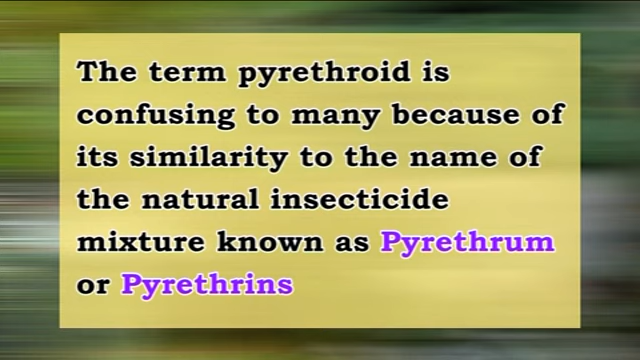 The term pyrethroid is
confusing to many because of
its similarity to the name of
the natural insecticide
mixture known as Pyrethrum
or Pyrethrins